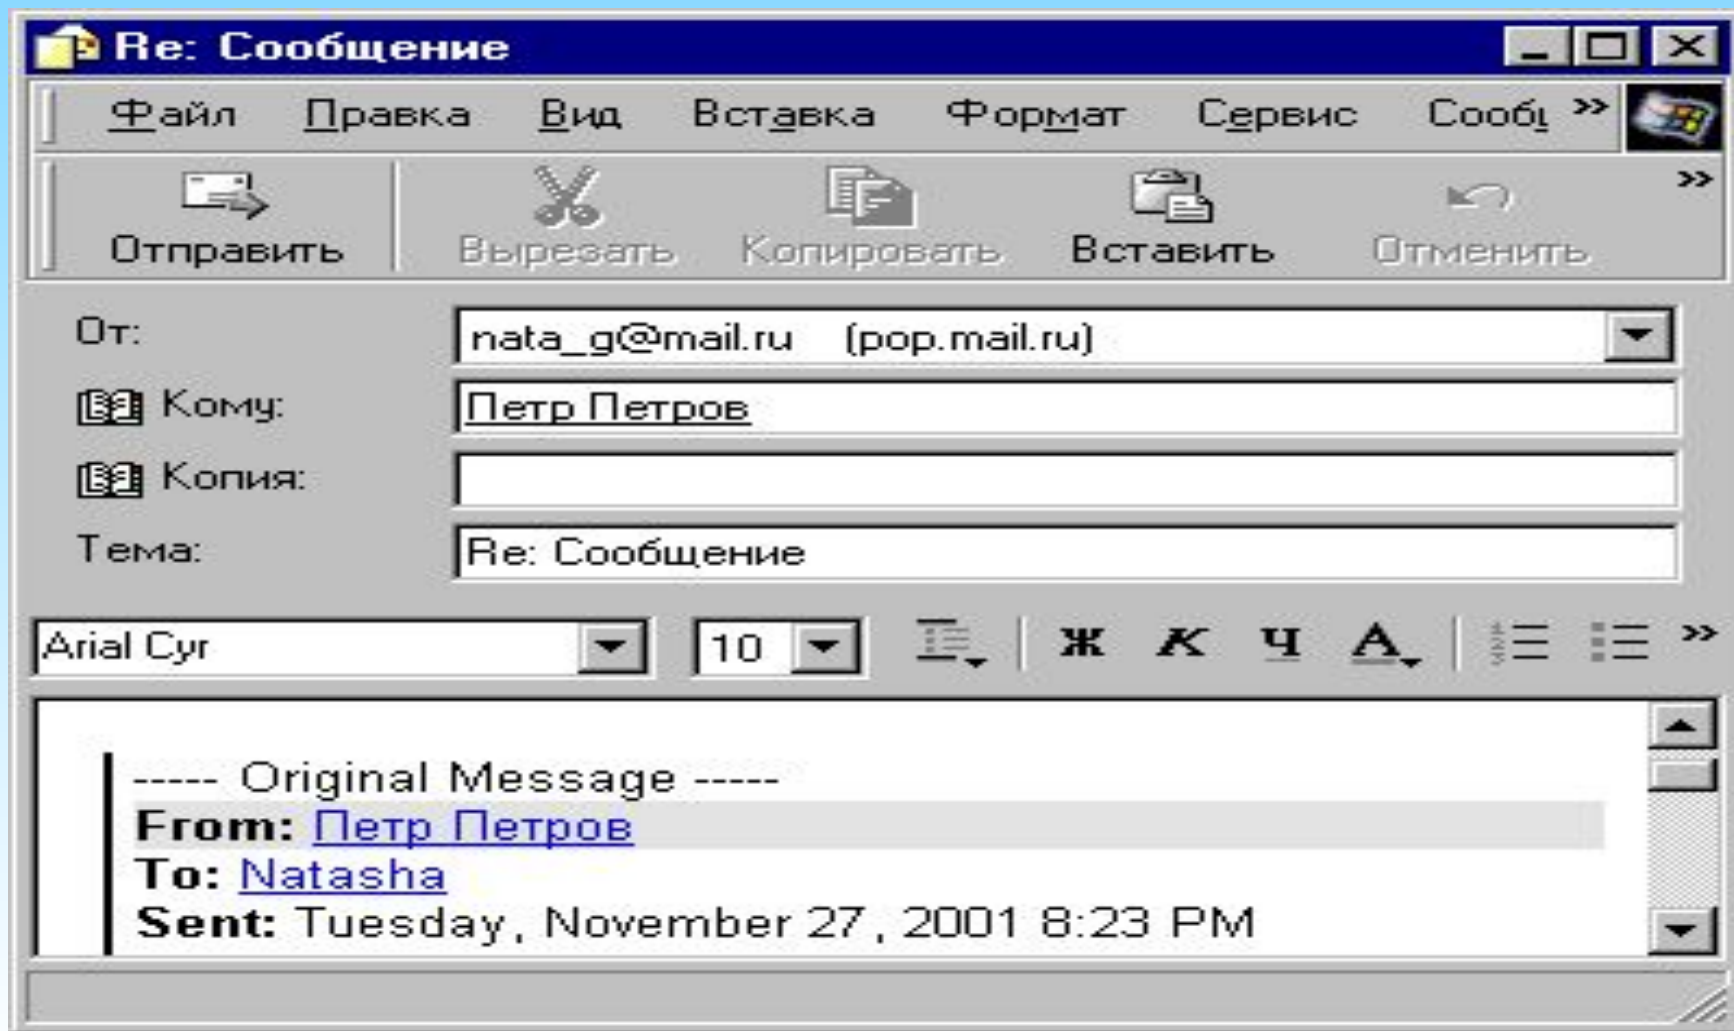 Re: Сообщение
Файл Правка Вид Вставка Формат Сервис Сооб »
Отправить Вырезать Копировать Вставить Отменить »
От: nata_g@mail.ru (pop.mail.ru)
Кому: Петр Петров
Копия:
Тема: Re: Сообщение
Arial Cyr 10 Ж К Ч А »
----- Original Message -----
From: Петр Петров
To: Natasha
Sent: Tuesday, November 27, 2001 8:23 PM